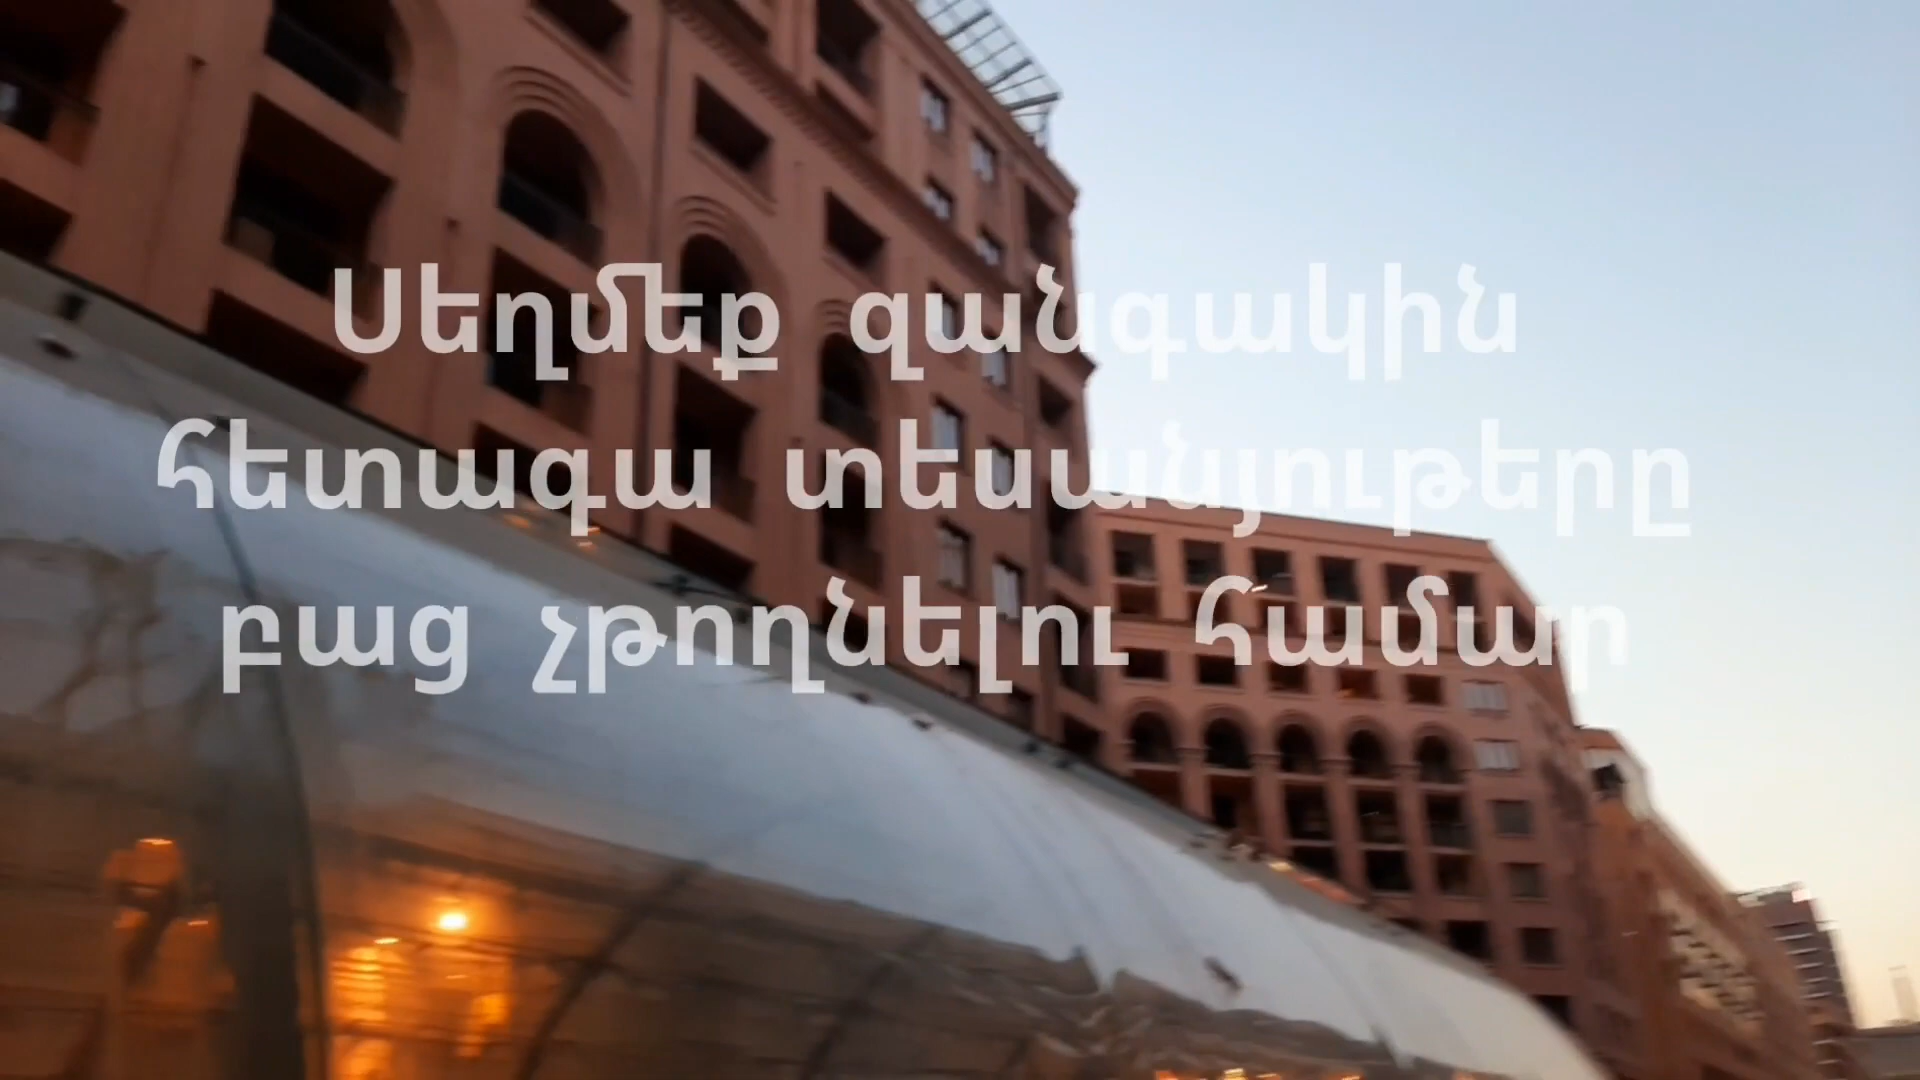 Սեղմեք զանգակին
հետագա տեսանյութերը
բաց չթողնելու համար